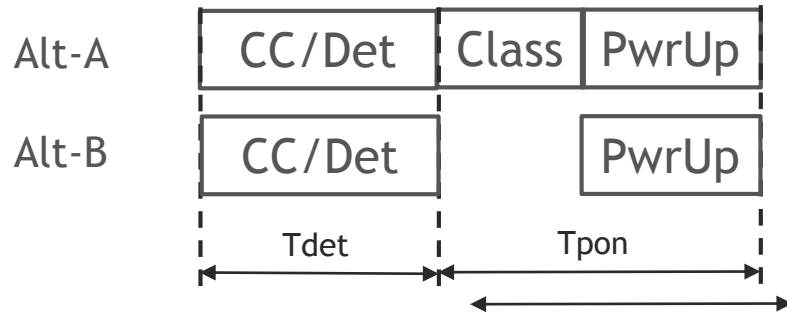 Alt-A CC/Det Class PwrUp
Alt-B CC/Det PwrUp
Tdet Tpon